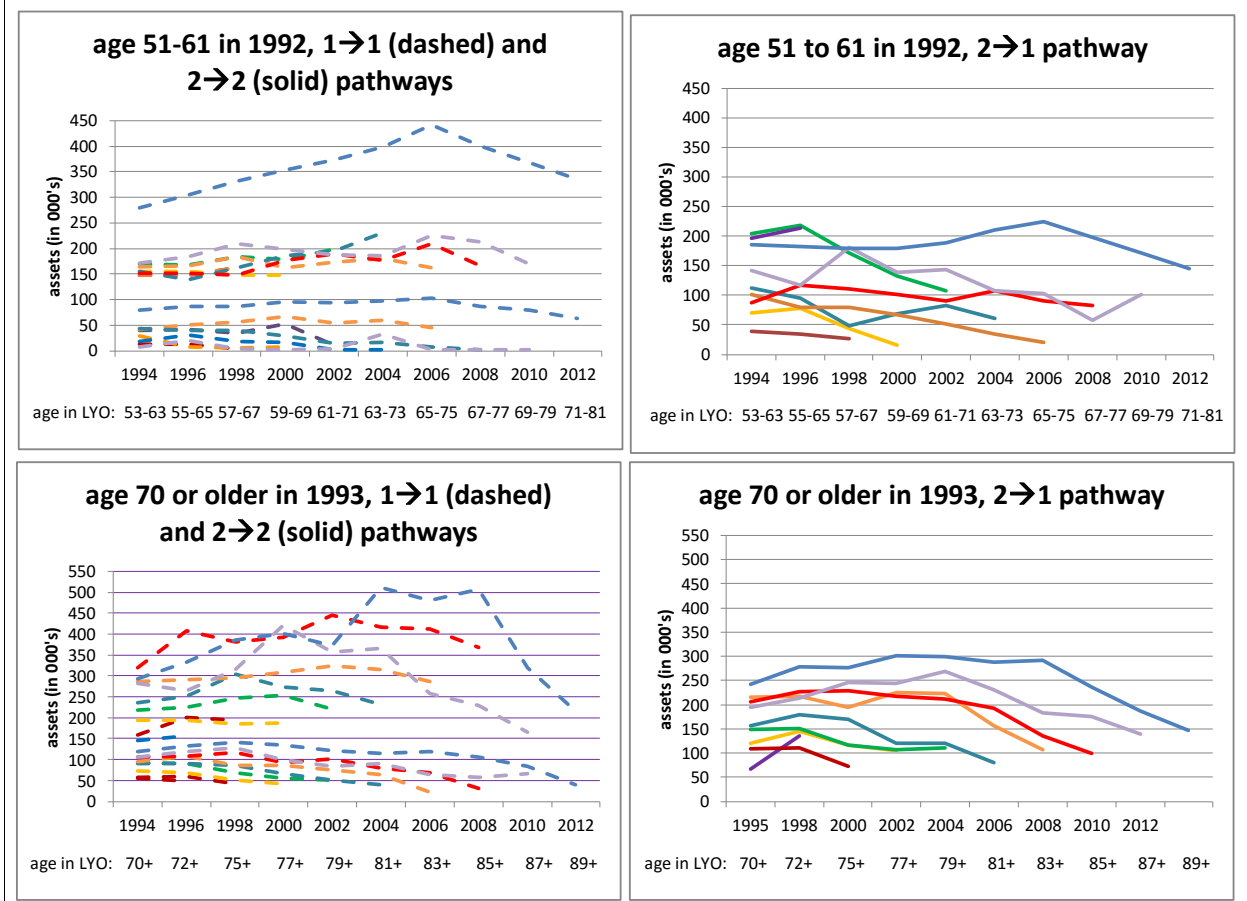 age 51-61 in 1992, 1→1 (dashed) and
2→2 (solid) pathways
assets (in 000's)
450
400
350
300
250
200
150
100
50
0
1994 1996 1998 2000 2002 2004 2006 2008 2010 2012
age in LYO: 53-63 55-65 57-67 59-69 61-71 63-73 65-75 67-77 69-79 71-81
age 51 to 61 in 1992, 2→1 pathway
assets (in 000's)
450
400
350
300
250
200
150
100
50
0
1994 1996 1998 2000 2002 2004 2006 2008 2010 2012
age in LYO: 53-63 55-65 57-67 59-69 61-71 63-73 65-75 67-77 69-79 71-81
age 70 or older in 1993, 1→1 (dashed)
and 2→2 (solid) pathways
assets (in 000's)
550
500
450
400
350
300
250
200
150
100
50
0
1994 1996 1998 2000 2002 2004 2006 2008 2010 2012
age in LYO: 70+ 72+ 75+ 77+ 79+ 81+ 83+ 85+ 87+ 89+
age 70 or older in 1993, 2→1 pathway
assets (in 000's)
550
500
450
400
350
300
250
200
150
100
50
0
1995 1998 2000 2002 2004 2006 2008 2010 2012
age in LYO: 70+ 72+ 75+ 77+ 79+ 81+ 83+ 85+ 87+ 89+